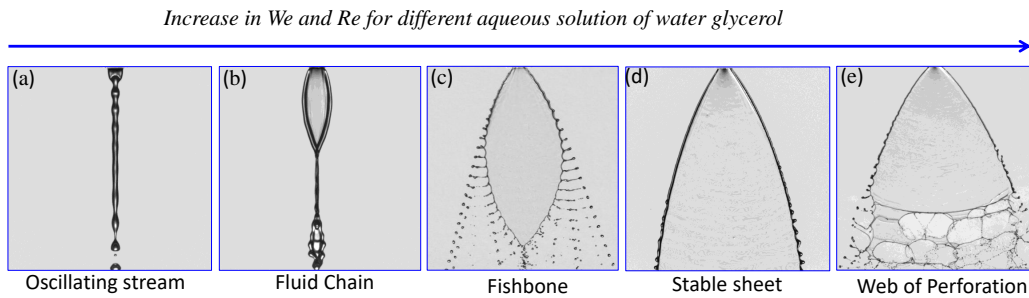 Increase in We and Re for different aqueous solution of water glycerol
(a) (b) (c) (d) (e)
Oscillating stream Fluid Chain Fishbone Stable sheet Web of Perforation